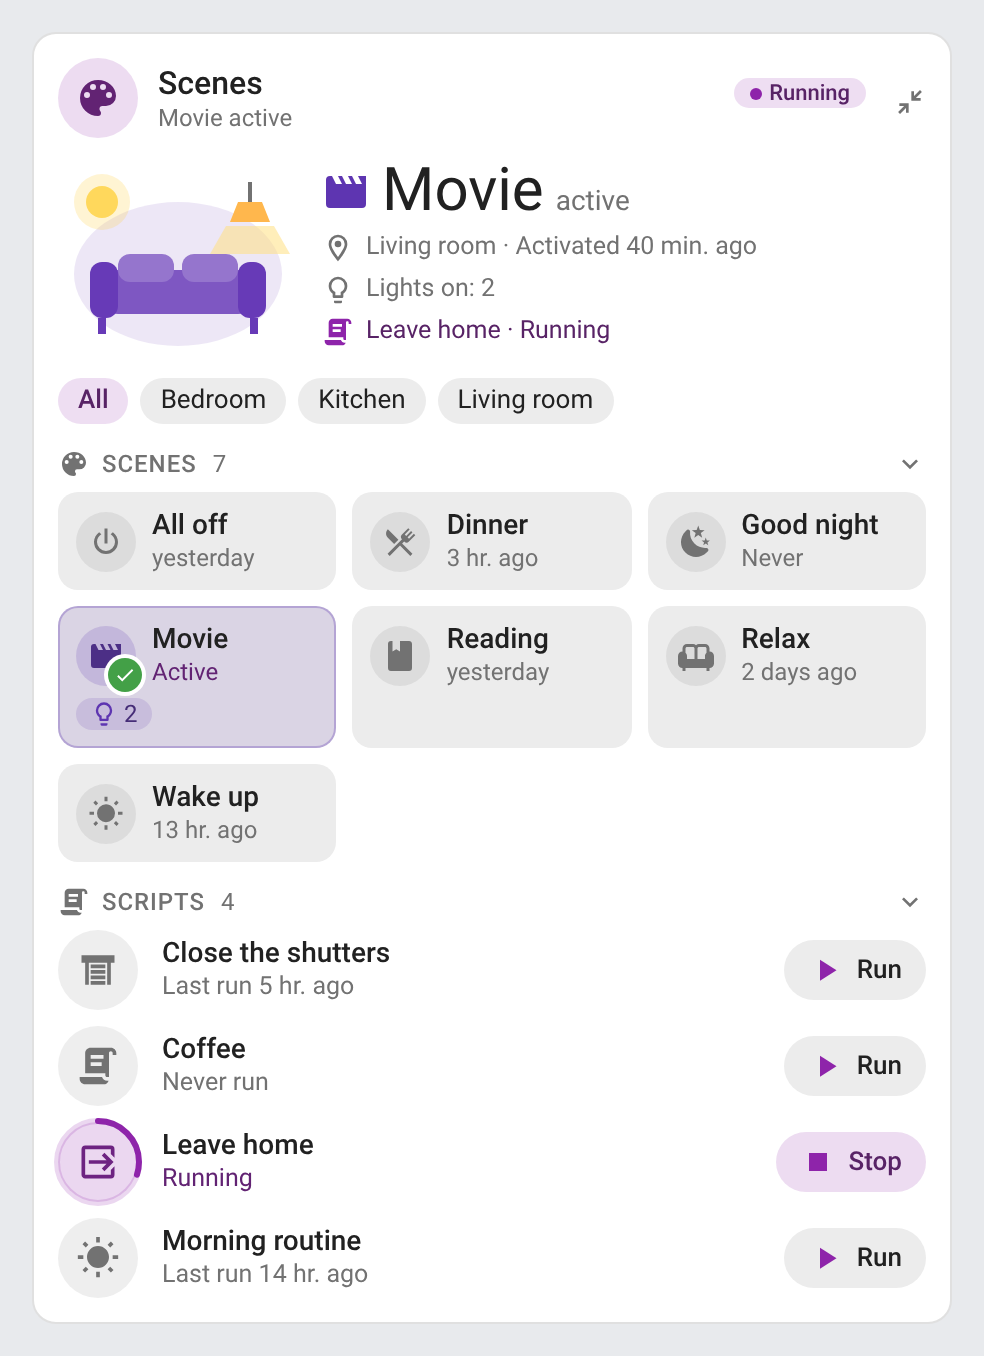 Scenes
Movie active
Running
Movie active
Living room · Activated 40 min. ago
Lights on: 2
Leave home · Running
All
Bedroom
Kitchen
Living room
SCENES 7
All off
yesterday
Dinner
3 hr. ago
Good night
Never
Movie
Active
2
Reading
yesterday
Relax
2 days ago
Wake up
13 hr. ago
SCRIPTS 4
Close the shutters
Last run 5 hr. ago
Run
Coffee
Never run
Run
Leave home
Running
Stop
Morning routine
Last run 14 hr. ago
Run